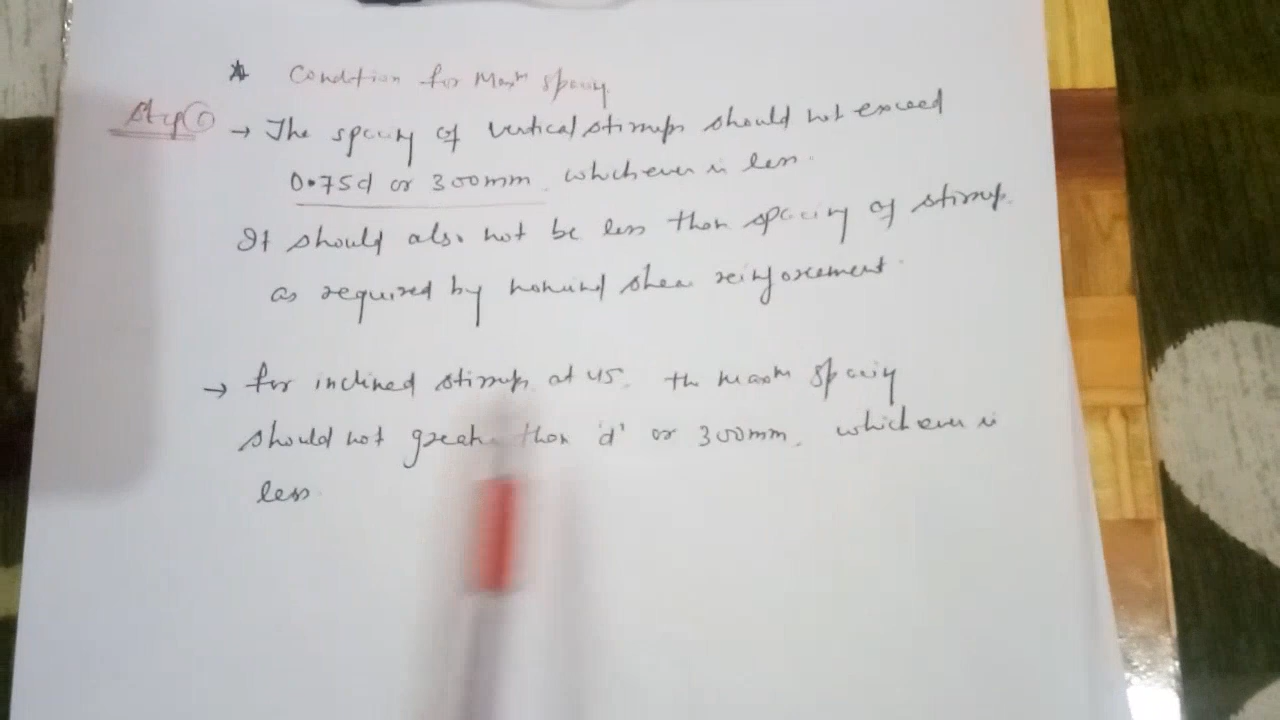 * Condition for Maxm spacing
Step → The spacing of vertical stirrups should not exceed
0.75d or 300mm, whichever is less.
It should also not be less than spacing of stirrup
as required by nominal shear reinforcement.
→ for inclined stirrups at 45, the maxm spacing
should not greater than 'd' or 300mm, whichever is
less.